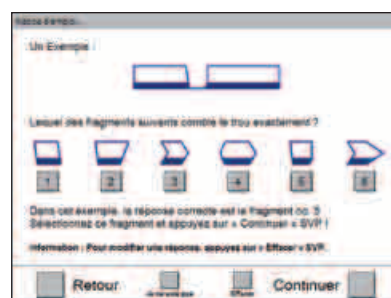 Un Exemple :
Lequel des fragments suivants comble le trou exactement ?
1 2 3 4 5 6
Dans cet exemple, la réponse correcte est le fragment no. 5
Sélectionnez ce fragment et appuyez sur « Continuer » SVP !
Information : Pour modifier une réponse, appuyez sur « Effacer » SVP.
Retour
Effacer
Continuer